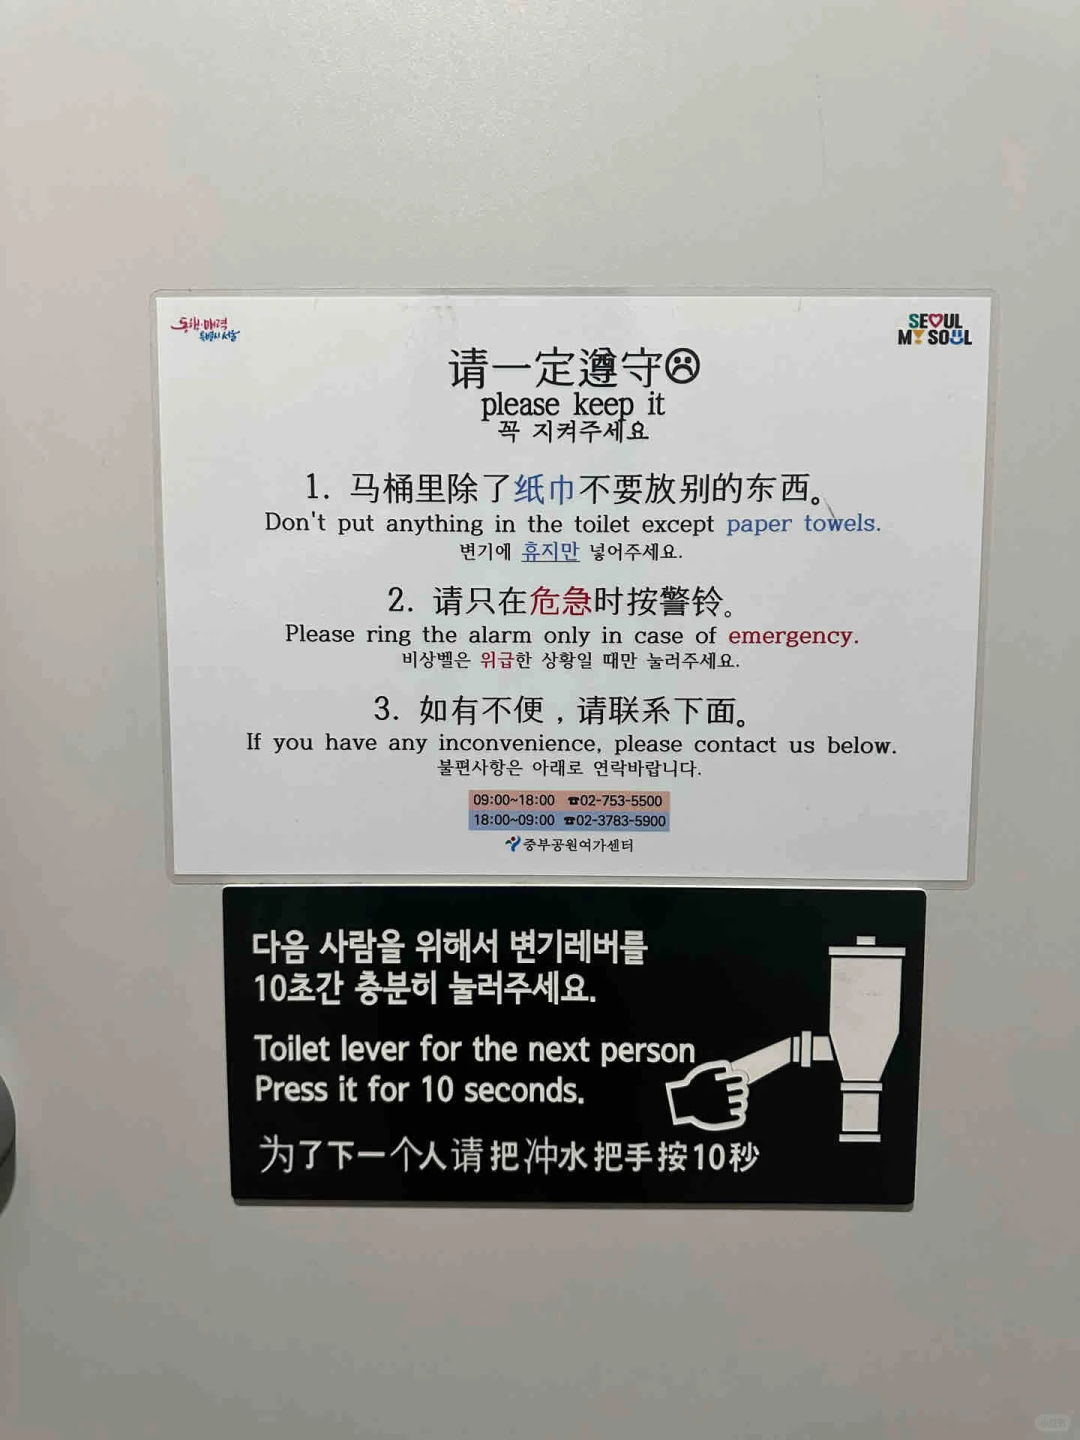 동행·매력
특별시 서울
SEOUL
MY SOUL
请一定遵守☹
please keep it
꼭 지켜주세요
1. 马桶里除了纸巾不要放别的东西。
Don't put anything in the toilet except paper towels.
변기에 휴지만 넣어주세요.
2. 请只在危急时按警铃。
Please ring the alarm only in case of emergency.
비상벨은 위급한 상황일 때만 눌러주세요.
3. 如有不便，请联系下面。
If you have any inconvenience, please contact us below.
불편사항은 아래로 연락바랍니다.
09:00~18:00 ☎02-753-5500
18:00~09:00 ☎02-3783-5900
중부공원여가센터
다음 사람을 위해서 변기레버를
10초간 충분히 눌러주세요.
Toilet lever for the next person
Press it for 10 seconds.
为了下一个人请把冲水把手按10秒